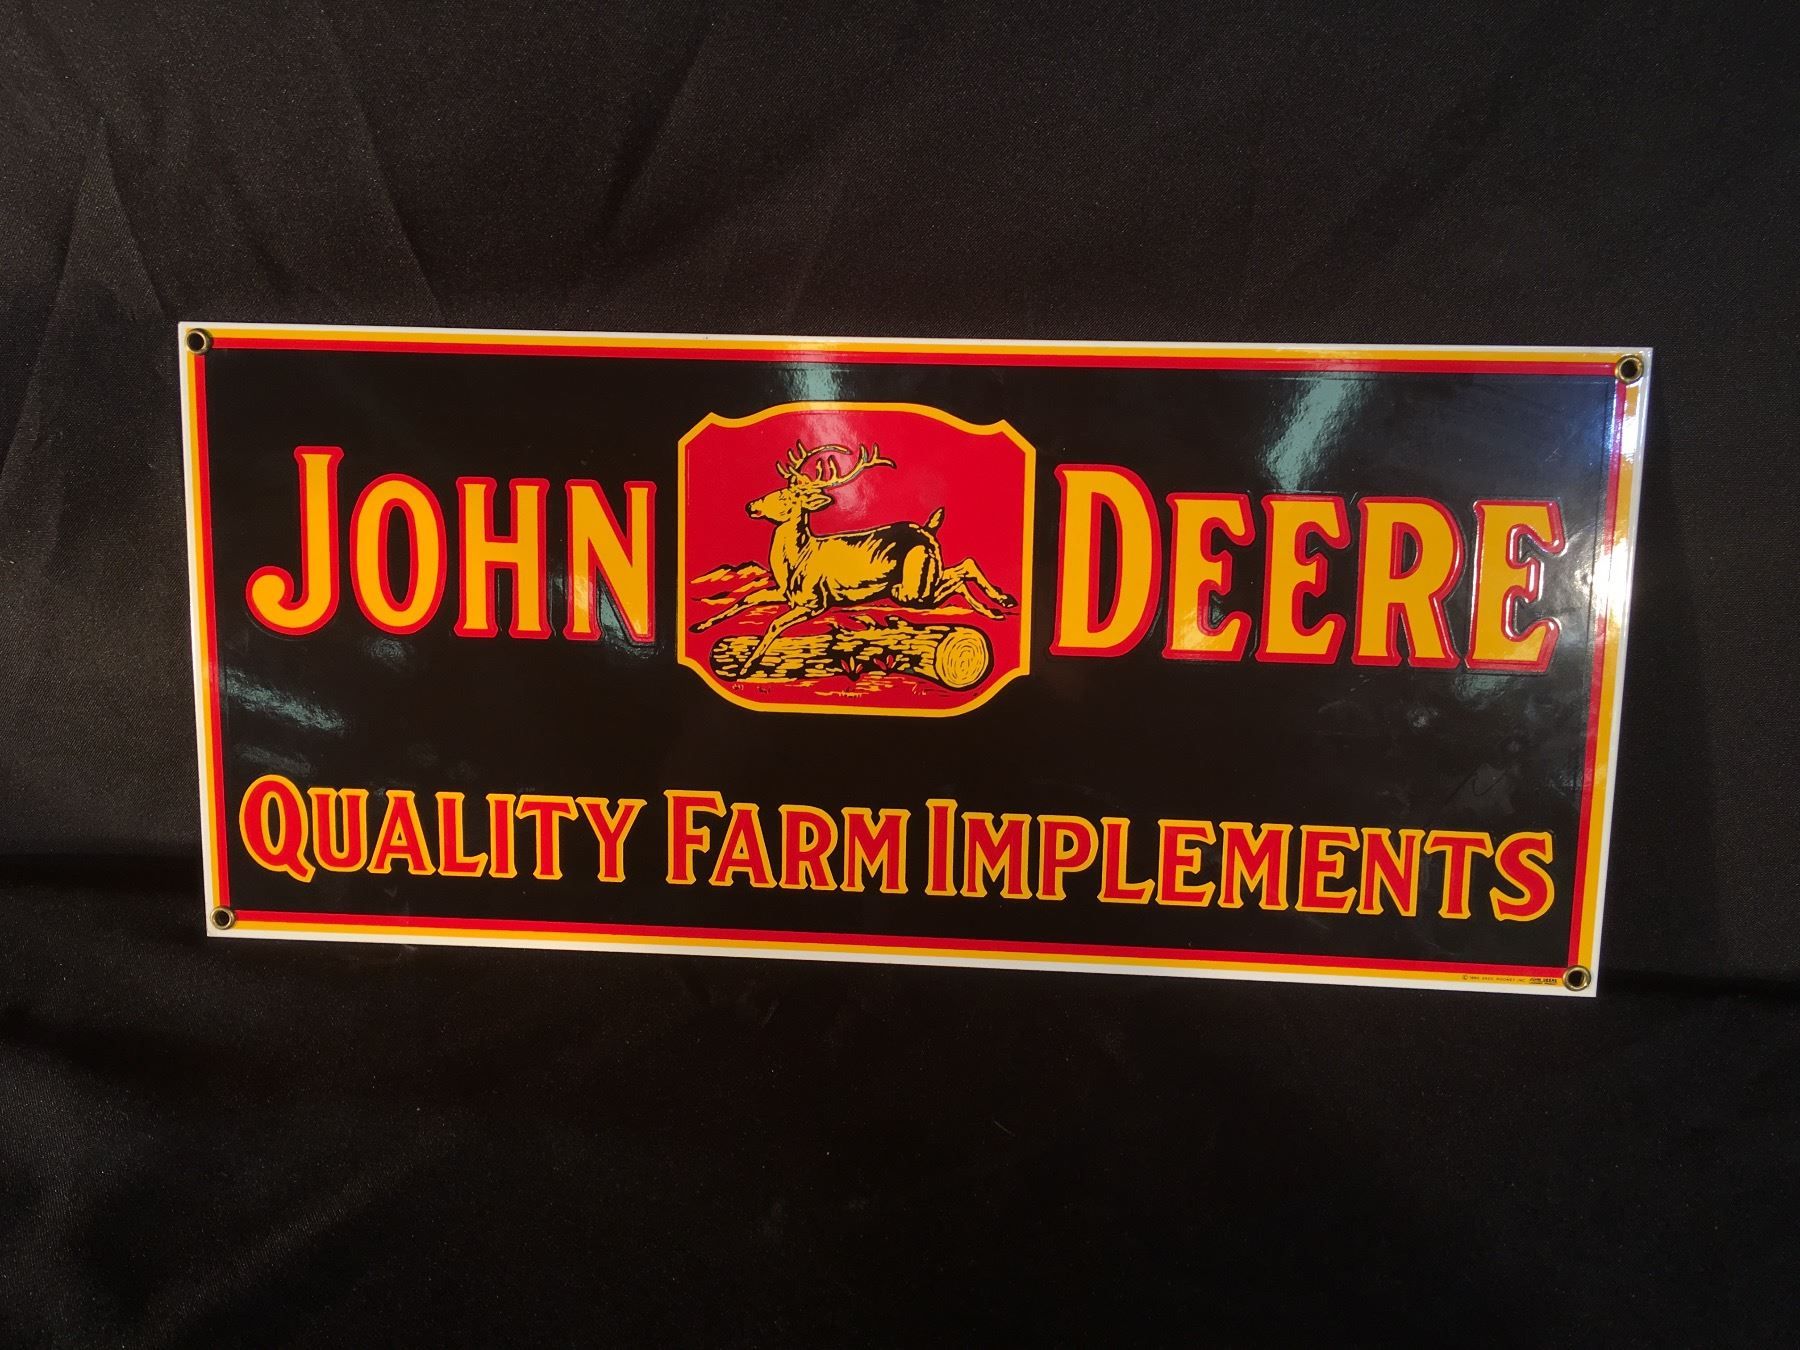 JOHN DEERE
QUALITY FARM IMPLEMENTS